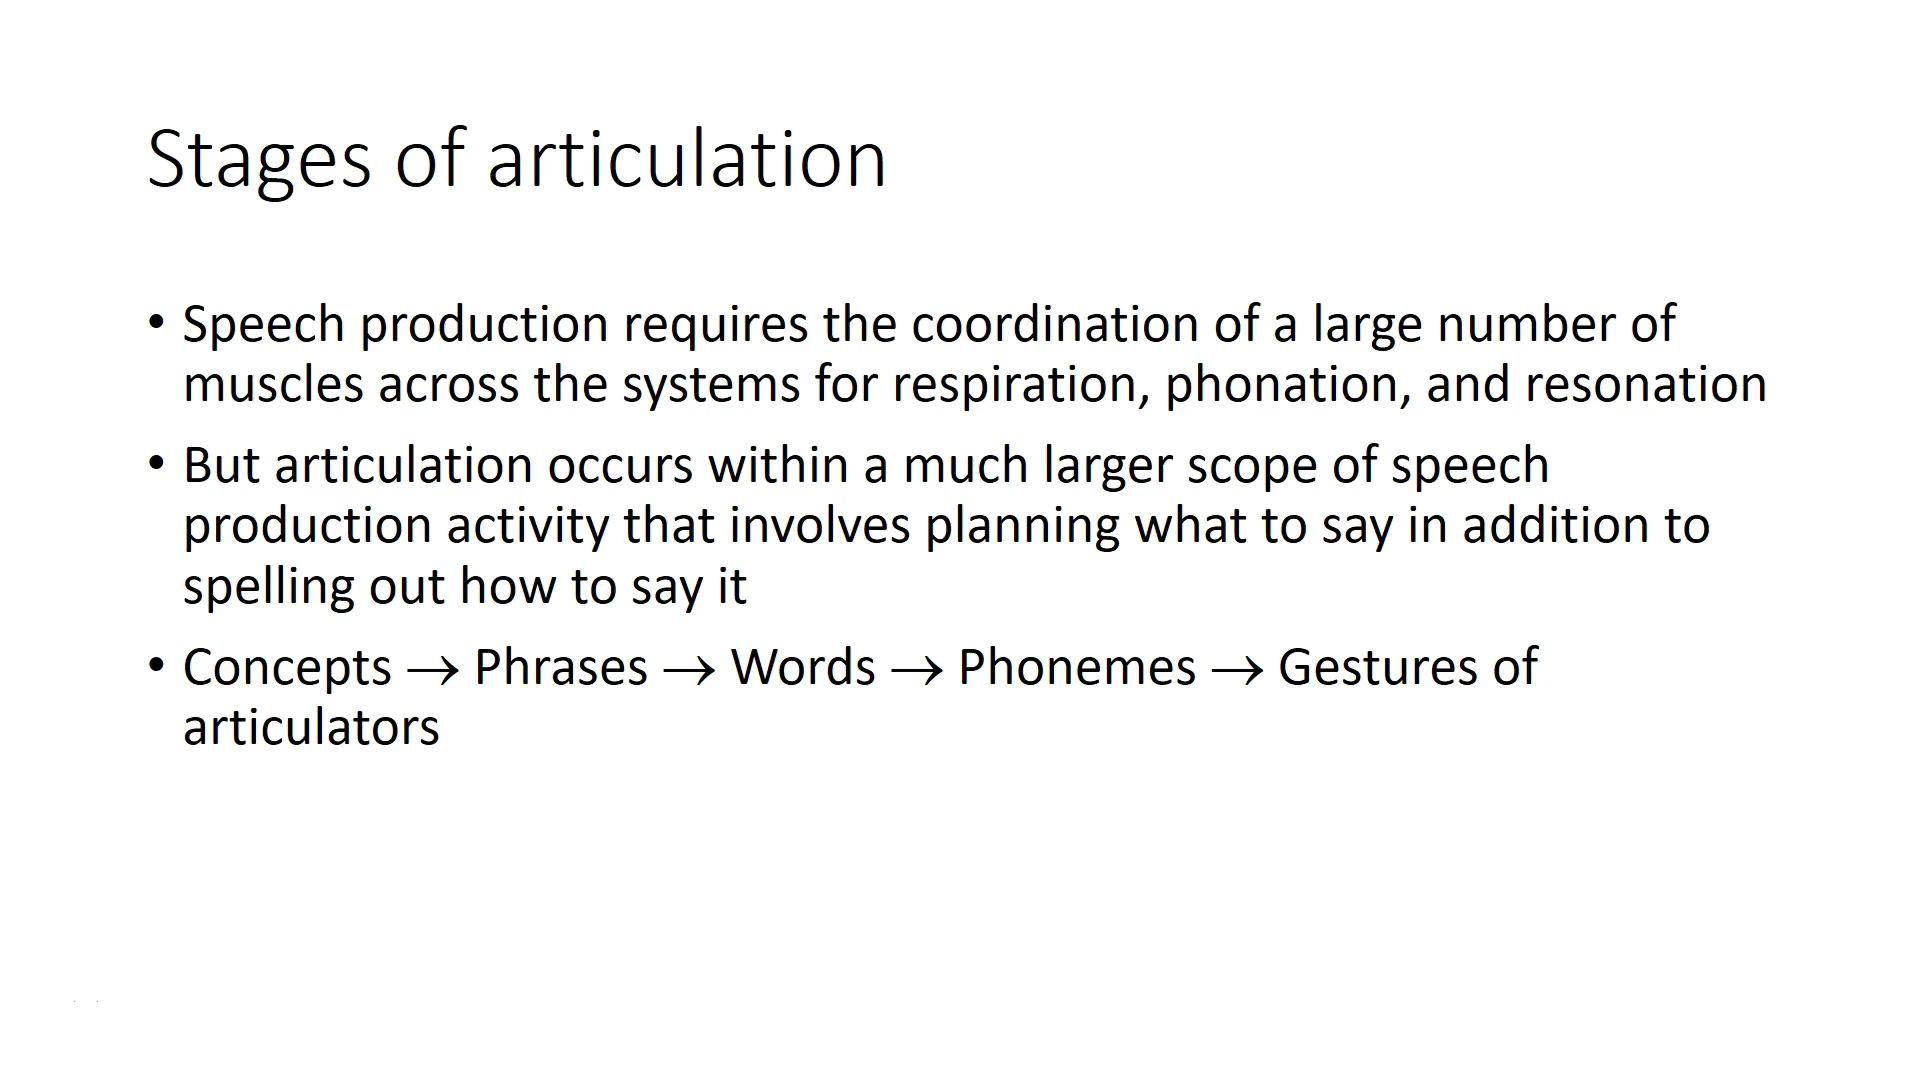 Stages of articulation
• Speech production requires the coordination of a large number of
muscles across the systems for respiration, phonation, and resonation
• But articulation occurs within a much larger scope of speech
production activity that involves planning what to say in addition to
spelling out how to say it
• Concepts → Phrases → Words → Phonemes → Gestures of
articulators